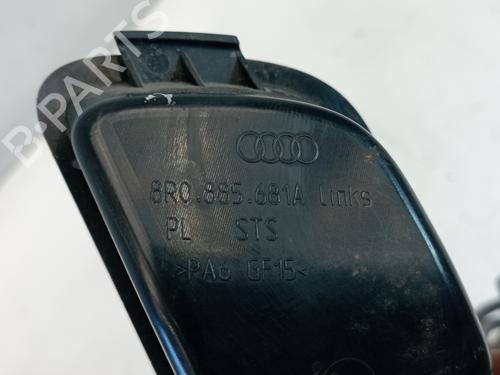 B-PARTS
8R0.885.681A links
PL STS
>PA6 GF15<